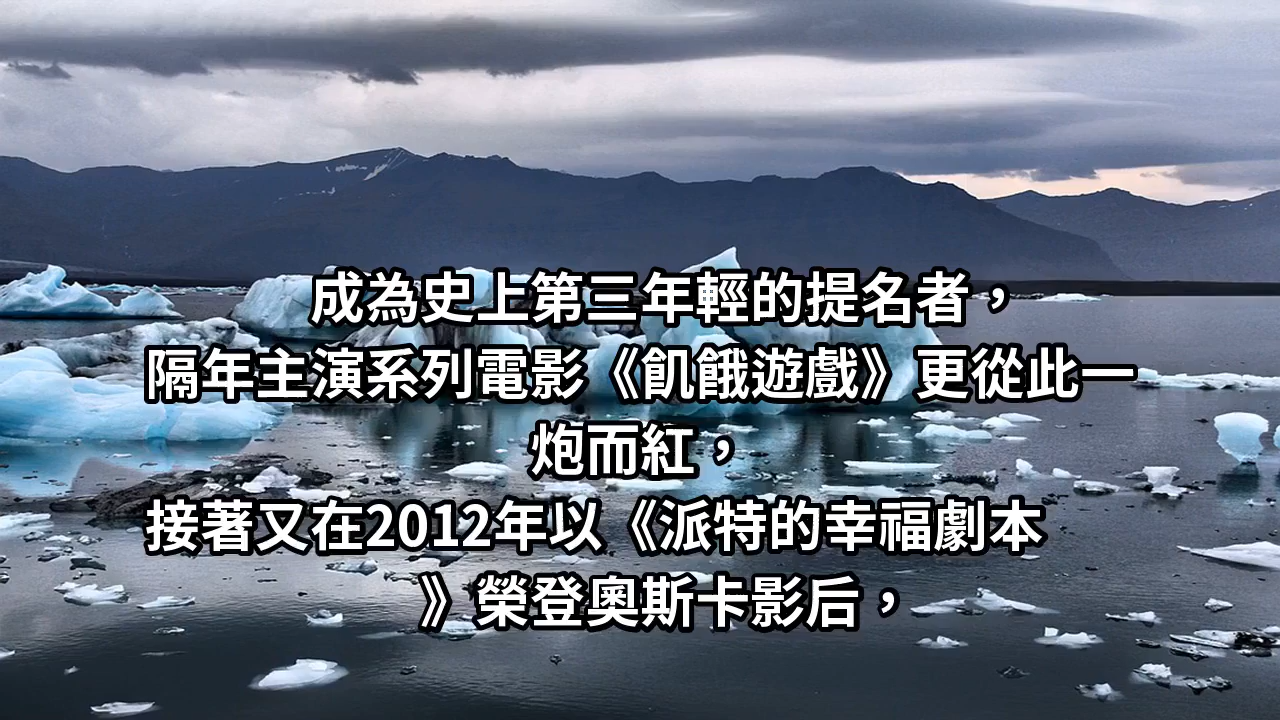 成為史上第三年輕的提名者，
隔年主演系列電影《飢餓遊戲》更從此一
炮而紅，
接著又在2012年以《派特的幸福劇本
》榮登奧斯卡影后，